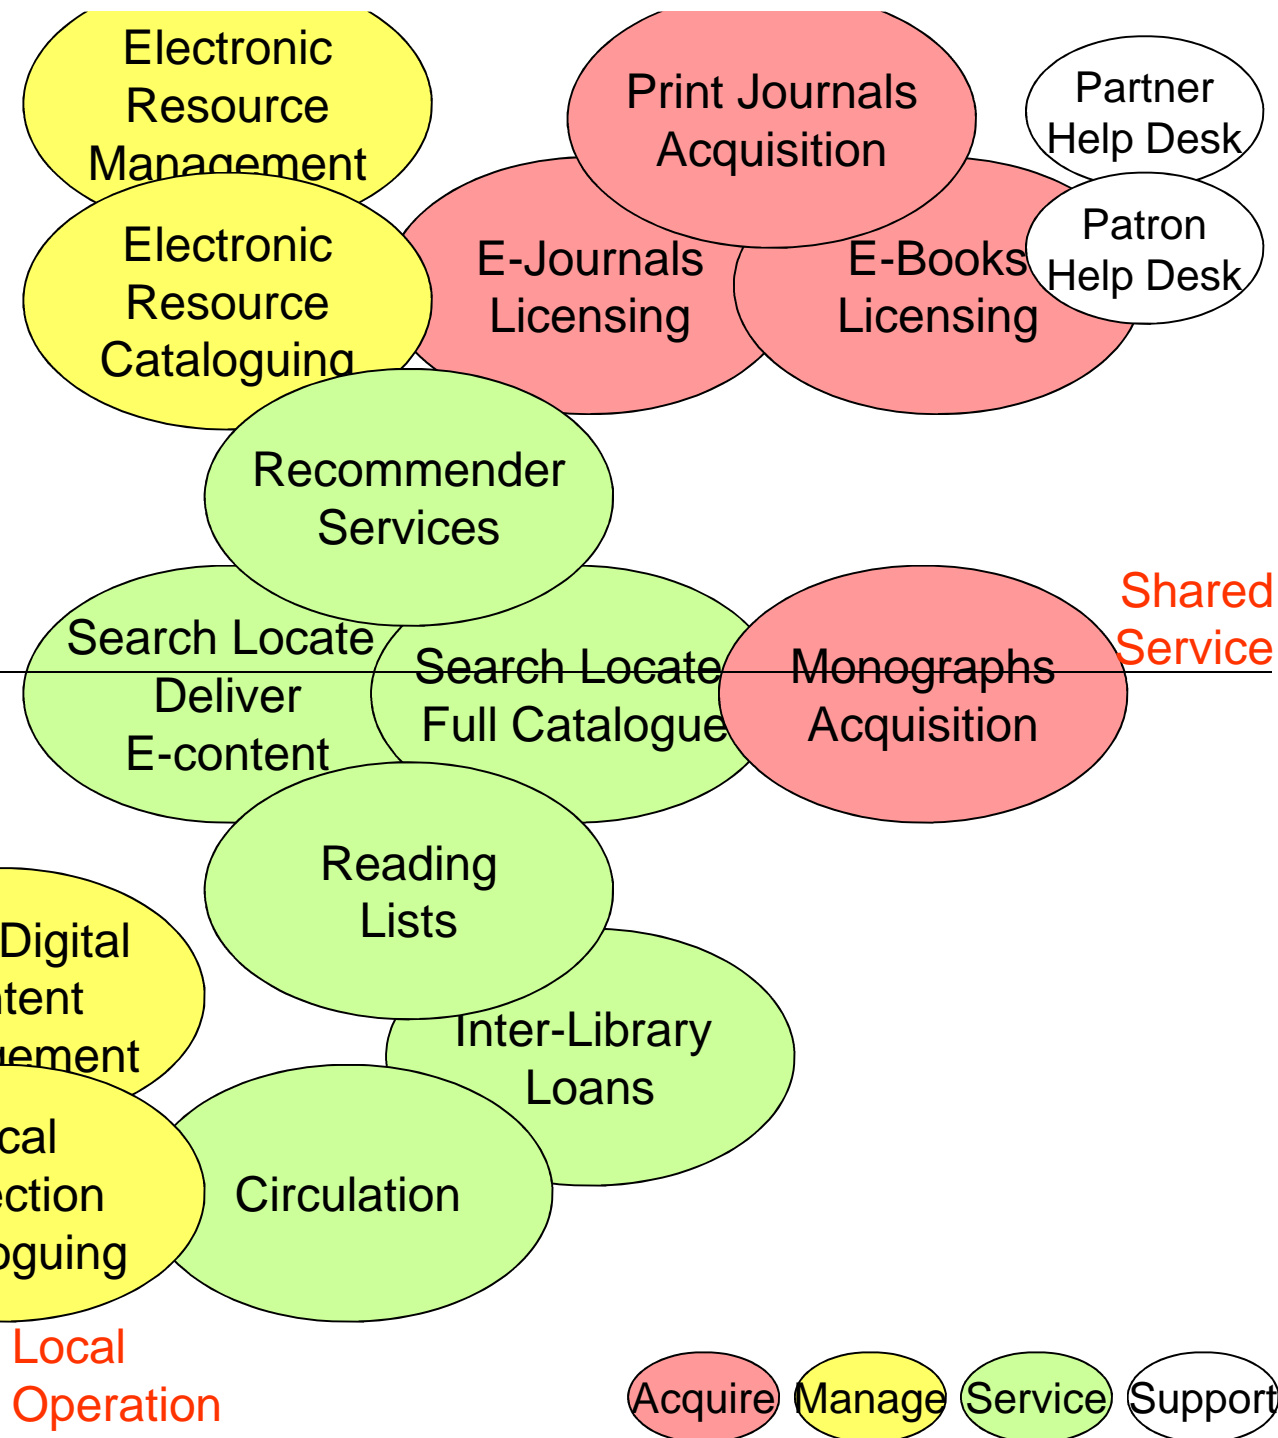 Electronic
Resource
Management
Print Journals
Acquisition
Partner
Help Desk
Electronic
Resource
Cataloguing
E-Journals
Licensing
E-Books
Licensing
Patron
Help Desk
Recommender
Services
Shared
Service
Search Locate
Deliver
E-content
Search Locate
Full Catalogue
Monographs
Acquisition
Reading
Lists
Digital
Inter-Library
Loans
Circulation
Local
Operation
Acquire
Manage
Service
Support